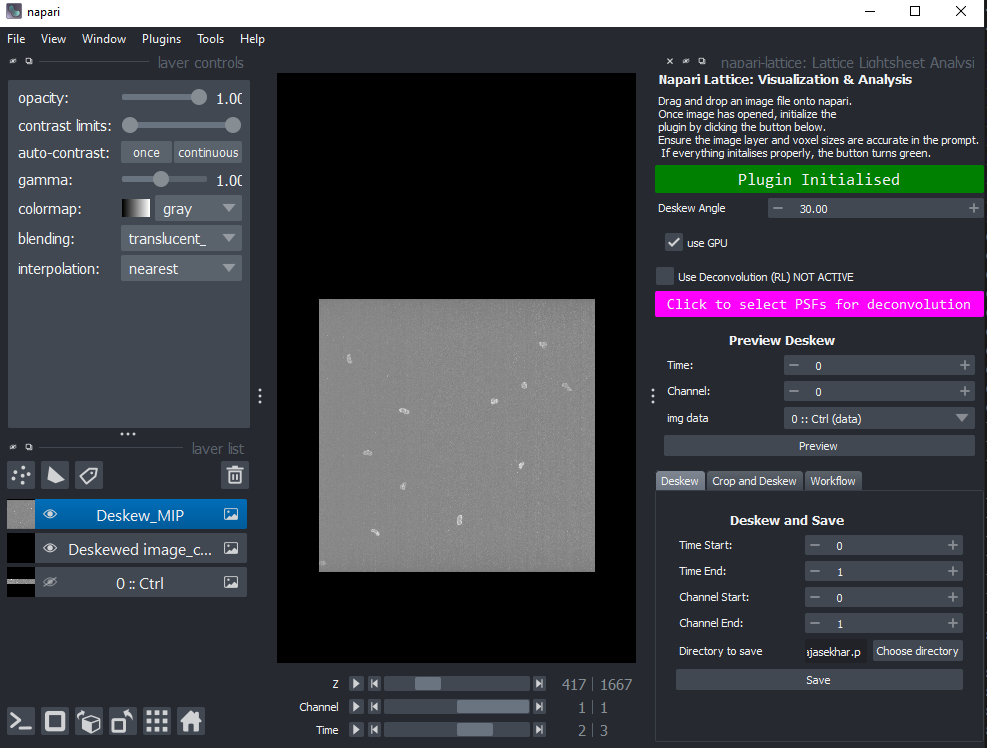 napari
File View Window Plugins Tools Help
layer controls
opacity: 1.00
contrast limits:
auto-contrast: once continuous
gamma: 1.00
colormap: gray
blending: translucent_
interpolation: nearest
layer list
Deskew_MIP
Deskewed image_c...
0 :: Ctrl
Z 417 | 1667
Channel 1 | 1
Time 2 | 3
napari-lattice: Lattice Lightsheet Analysi
Napari Lattice: Visualization & Analysis
Drag and drop an image file onto napari.
Once image has opened, initialize the
plugin by clicking the button below.
Ensure the image layer and voxel sizes are accurate in the prompt.
If everything initalises properly, the button turns green.
Plugin Initialised
Deskew Angle 30.00
use GPU
Use Deconvolution (RL) NOT ACTIVE
Click to select PSFs for deconvolution
Preview Deskew
Time: 0
Channel: 0
img data 0 :: Ctrl (data)
Preview
Deskew Crop and Deskew Workflow
Deskew and Save
Time Start: 0
Time End: 1
Channel Start: 0
Channel End: 1
Directory to save ajasekhar.p Choose directory
Save